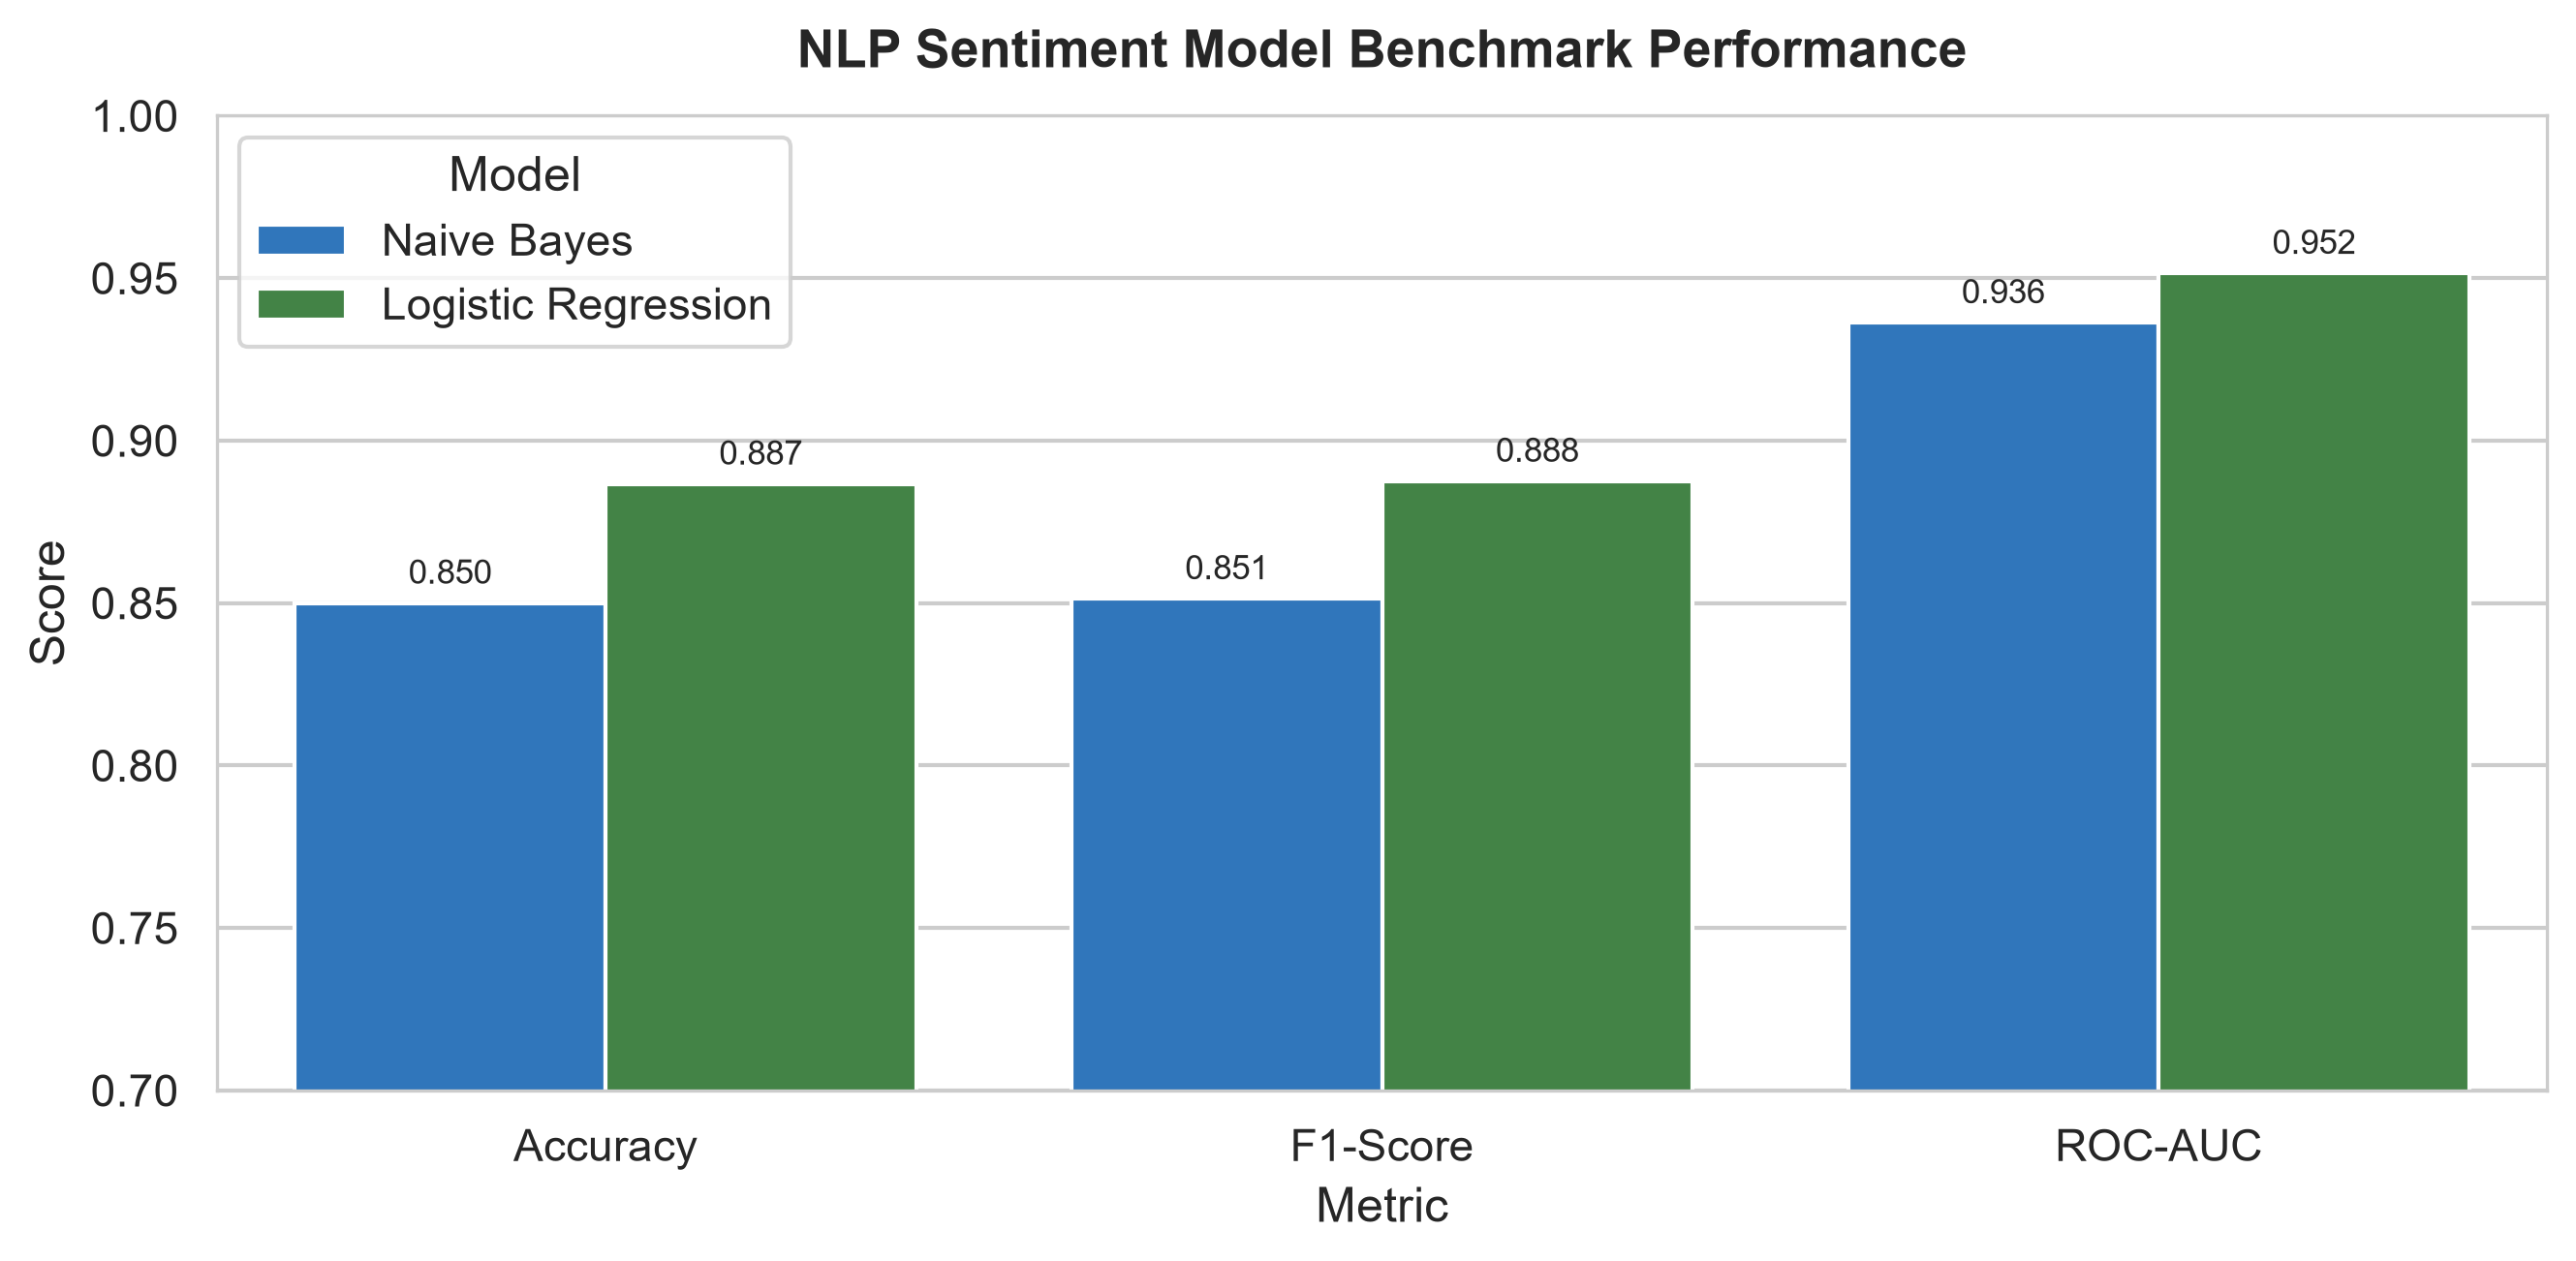 NLP Sentiment Model Benchmark Performance
1.00
0.95
0.90
0.85
0.80
0.75
0.70
Score
Model
Naive Bayes
Logistic Regression
0.850
0.887
0.851
0.888
0.936
0.952
Accuracy
F1-Score
ROC-AUC
Metric